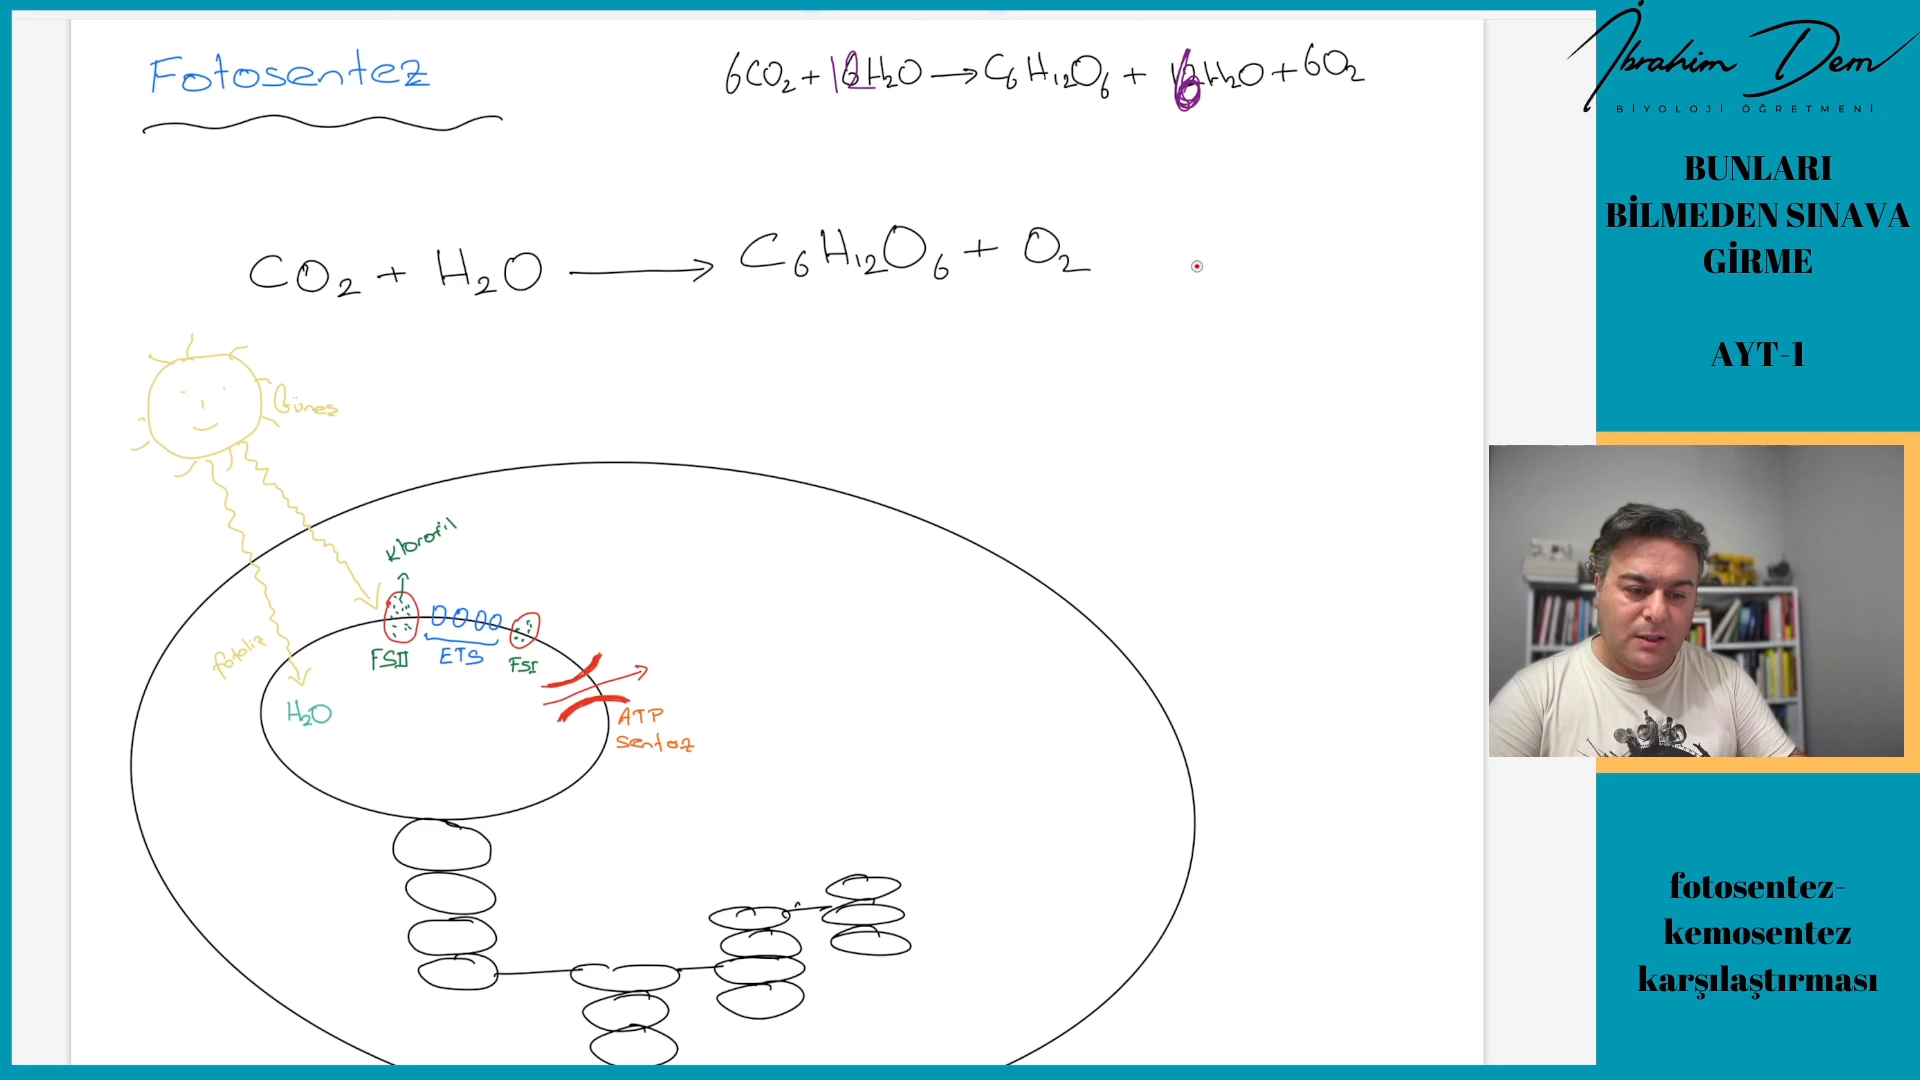 Fotosentez
6CO₂ + 12H₂O → C₆H₁₂O₆ + 6H₂O + 6O₂
CO₂ + H₂O → C₆H₁₂O₆ + O₂
Güneş
Klorofil
fotoliz
FSII
ETS
FSI
H₂O
ATP
sentaz
İbrahim Dem
BİYOLOJİ ÖĞRETMENİ
BUNLARI
BİLMEDEN SINAVA
GİRME
AYT-1
fotosentez-
kemosentez
karşılaştırması